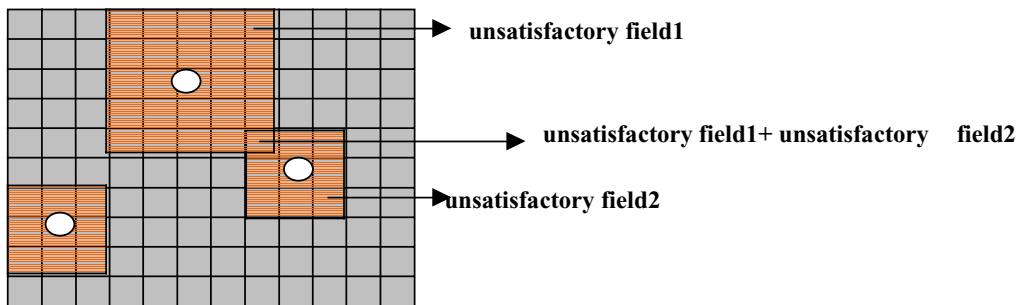 unsatisfactory field1
unsatisfactory field1+ unsatisfactory field2
unsatisfactory field2